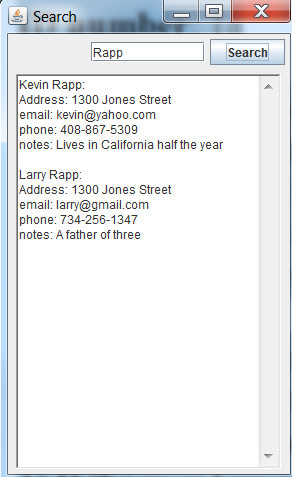 Search
Rapp
Search
Kevin Rapp:
Address: 1300 Jones Street
email: kevin@yahoo.com
phone: 408-867-5309
notes: Lives in California half the year
Larry Rapp:
Address: 1300 Jones Street
email: larry@gmail.com
phone: 734-256-1347
notes: A father of three